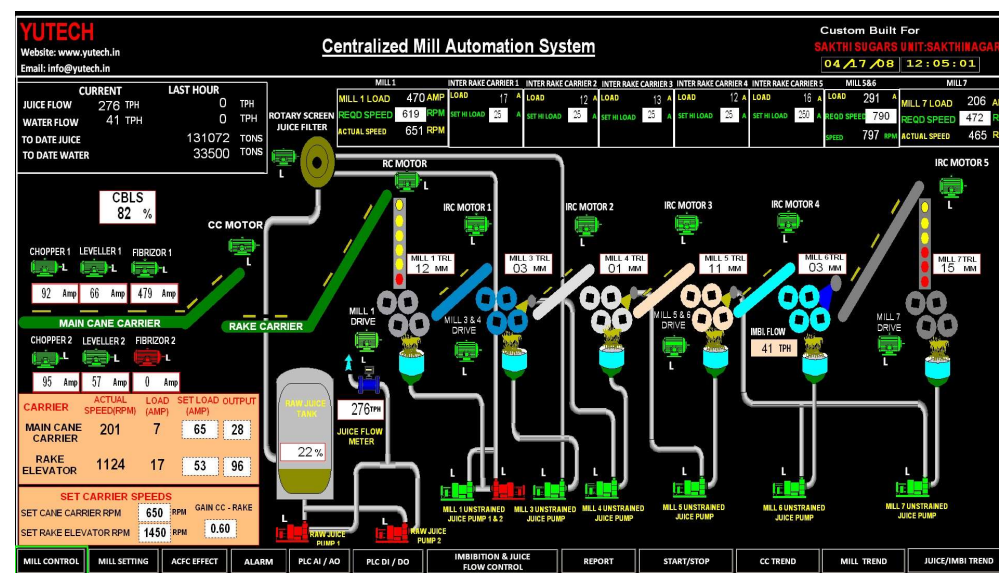 YUTECH
Website: www.yutech.in
Email: info@yutech.in
Centralized Mill Automation System
Custom Built For
SAKTHI SUGARS UNIT:SAKTHINAGAR
04/17/08 12:05:01
CURRENT LAST HOUR
JUICE FLOW 276 TPH 0 TPH
WATER FLOW 41 TPH 0 TPH
TO DATE JUICE 131072 TONS
TO DATE WATER 33500 TONS
MILL 1
MILL 1 LOAD 470 AMP
REQD SPEED 619 RPM
ACTUAL SPEED 651 RPM
INTER RAKE CARRIER 1
LOAD 17 A
SET HI LOAD 25 A
INTER RAKE CARRIER 2
LOAD 12 A
SET HI LOAD 25 A
INTER RAKE CARRIER 3
LOAD 13 A
SET HI LOAD 25 A
INTER RAKE CARRIER 4
LOAD 12 A
SET HI LOAD 25 A
INTER RAKE CARRIER 5
LOAD 16 A
SET HI LOAD 250 A
MILL 5&6
LOAD 291 A
REQD SPEED 790
SPEED 797 RPM
MILL 7
MILL 7 LOAD 206 A
REQD SPEED 472 R
ACTUAL SPEED 465 R
ROTARY SCREEN
JUICE FILTER
L
RC MOTOR
L
IRC MOTOR 1
L
IRC MOTOR 2
L
IRC MOTOR 3
L
IRC MOTOR 4
L
IRC MOTOR 5
L
CBLS
82 %
CC MOTOR
L
CHOPPER 1 LEVELLER 1 FIBRIZOR 1
L L L
92 Amp 66 Amp 479 Amp
MAIN CANE CARRIER
RAKE CARRIER
CHOPPER 2 LEVELLER 2 FIBRIZOR 2
L L L
95 Amp 57 Amp 0 Amp
MILL 1 TRL
12 MM
MILL 3 TRL
03 MM
MILL 4 TRL
01 MM
MILL 5 TRL
11 MM
MILL 6TRL
03 MM
MILL 7TRL
15 MM
MILL 1
DRIVE
L
MILL 3 & 4
DRIVE
L
MILL 5 & 6
DRIVE
L
MILL 7
DRIVE
L
IMBI. FLOW
41 TPH
276 TPH
JUICE FLOW
METER
RAW JUICE
TANK
22 %
CARRIER ACTUAL SPEED(RPM) LOAD (AMP) SET LOAD (AMP) OUTPUT
MAIN CANE CARRIER 201 7 65 28
RAKE ELEVATOR 1124 17 53 96
SET CARRIER SPEEDS
SET CANE CARRIER RPM 650 RPM GAIN CC - RAKE
SET RAKE ELEVATOR RPM 1450 RPM 0.60
L
RAW JUICE
PUMP 1
L
RAW JUICE
PUMP 2
L L
MILL 1 UNSTRAINED
JUICE PUMP 1 & 2
L
MILL 3 UNSTRAINED
JUICE PUMP
L
MILL 4 UNSTRAINED
JUICE PUMP
L
MILL 5 UNSTRAINED
JUICE PUMP
L
MILL 6 UNSTRAINED
JUICE PUMP
L
MILL 7 UNSTRAINED
JUICE PUMP
MILL CONTROL MILL SETTING ACFC EFFECT ALARM PLC AI / AO PLC DI / DO IMBIBITION & JUICE FLOW CONTROL REPORT START/STOP CC TREND MILL TREND JUICE/IMBI TREND